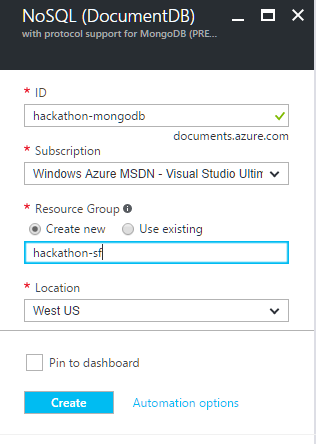 NoSQL (DocumentDB)
with protocol support for MongoDB (PRE...
* ID
hackathon-mongodb
documents.azure.com
* Subscription
Windows Azure MSDN - Visual Studio Ultim
* Resource Group
Create new Use existing
hackathon-sf
* Location
West US
Pin to dashboard
Create Automation options